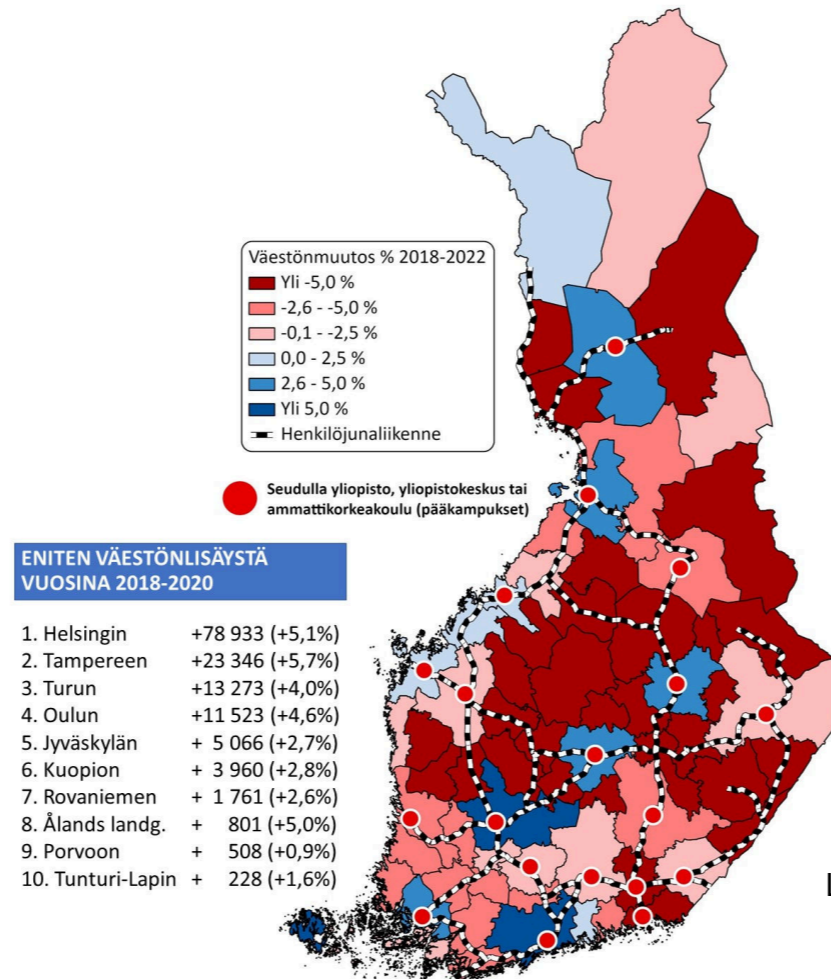 Väestönmuutos % 2018-2022
Yli -5,0 %
-2,6 - -5,0 %
-0,1 - -2,5 %
0,0 - 2,5 %
2,6 - 5,0 %
Yli 5,0 %
Henkilöjunaliikenne
Seudulla yliopisto, yliopistokeskus tai
ammattikorkeakoulu (pääkampukset)
ENITEN VÄESTÖNLISÄYSTÄ
VUOSINA 2018-2020
1. Helsingin +78 933 (+5,1%)
2. Tampereen +23 346 (+5,7%)
3. Turun +13 273 (+4,0%)
4. Oulun +11 523 (+4,6%)
5. Jyväskylän + 5 066 (+2,7%)
6. Kuopion + 3 960 (+2,8%)
7. Rovaniemen + 1 761 (+2,6%)
8. Ålands landg. + 801 (+5,0%)
9. Porvoon + 508 (+0,9%)
10. Tunturi-Lapin + 228 (+1,6%)